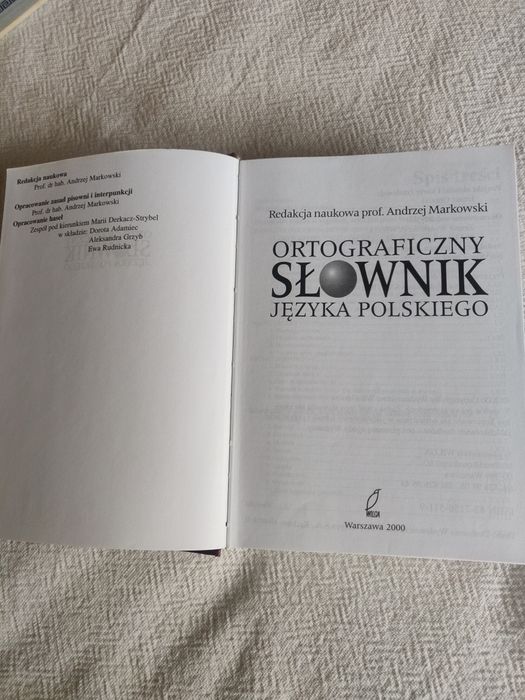 Redakcja naukowa
Prof. dr hab. Andrzej Markowski
Opracowanie zasad pisowni i interpunkcji
Prof. dr hab. Andrzej Markowski
Opracowanie haseł
Zespół pod kierunkiem Marii Derkacz-Strybel
w składzie: Dorota Adamiec
Aleksandra Grzyb
Ewa Rudnicka
Redakcja naukowa prof. Andrzej Markowski
ORTOGRAFICZNY
SŁOWNIK
JĘZYKA POLSKIEGO
WILGA
Warszawa 2000